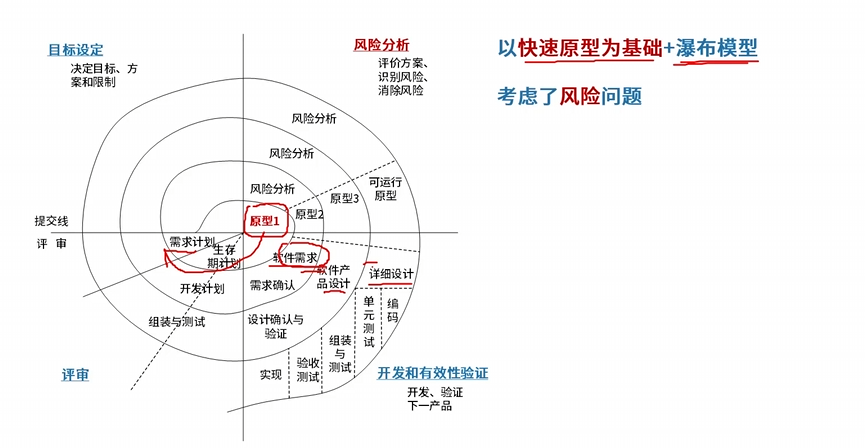 以快速原型为基础+瀑布模型
考虑了风险问题
目标设定
决定目标、方
案和限制
风险分析
评价方案、
识别风险、
消除风险
风险分析
风险分析
风险分析
可运行
原型
原型3
原型2
原型1
提交线
评 审
需求计划
生存
期计划
软件需求
软件产
品设计
详细设计
开发计划
需求确认
组装与测试
设计确认与
验证
单
元
测
试
编
码
组装
与
测试
验收
测试
实现
评审
开发和有效性验证
开发、验证
下一产品